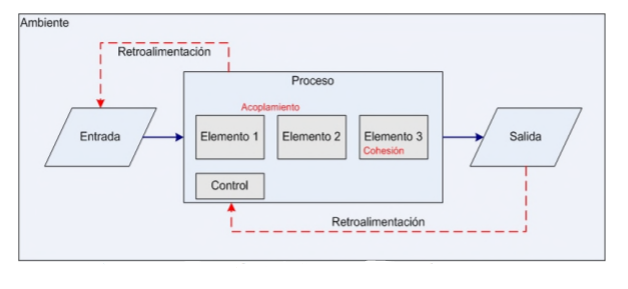 Ambiente
Retroalimentación
Proceso
Acoplamiento
Entrada
Elemento 1
Elemento 2
Elemento 3
Cohesión
Salida
Control
Retroalimentación